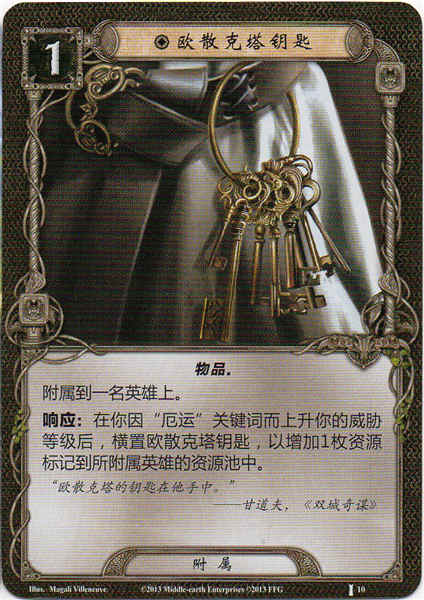 1
欧散克塔钥匙
物品.
附属到一名英雄上。
响应：在你因“厄运”关键词而上升你的威胁
等级后，横置欧散克塔钥匙，以增加1枚资源
标记到所附属英雄的资源池中。
“欧散克塔的钥匙在他手中。”
——甘道夫，《双城奇谋》
附属
Illus. Magali Villeneuve ©2013 Middle-earth Enterprises ©2013 FFG 10